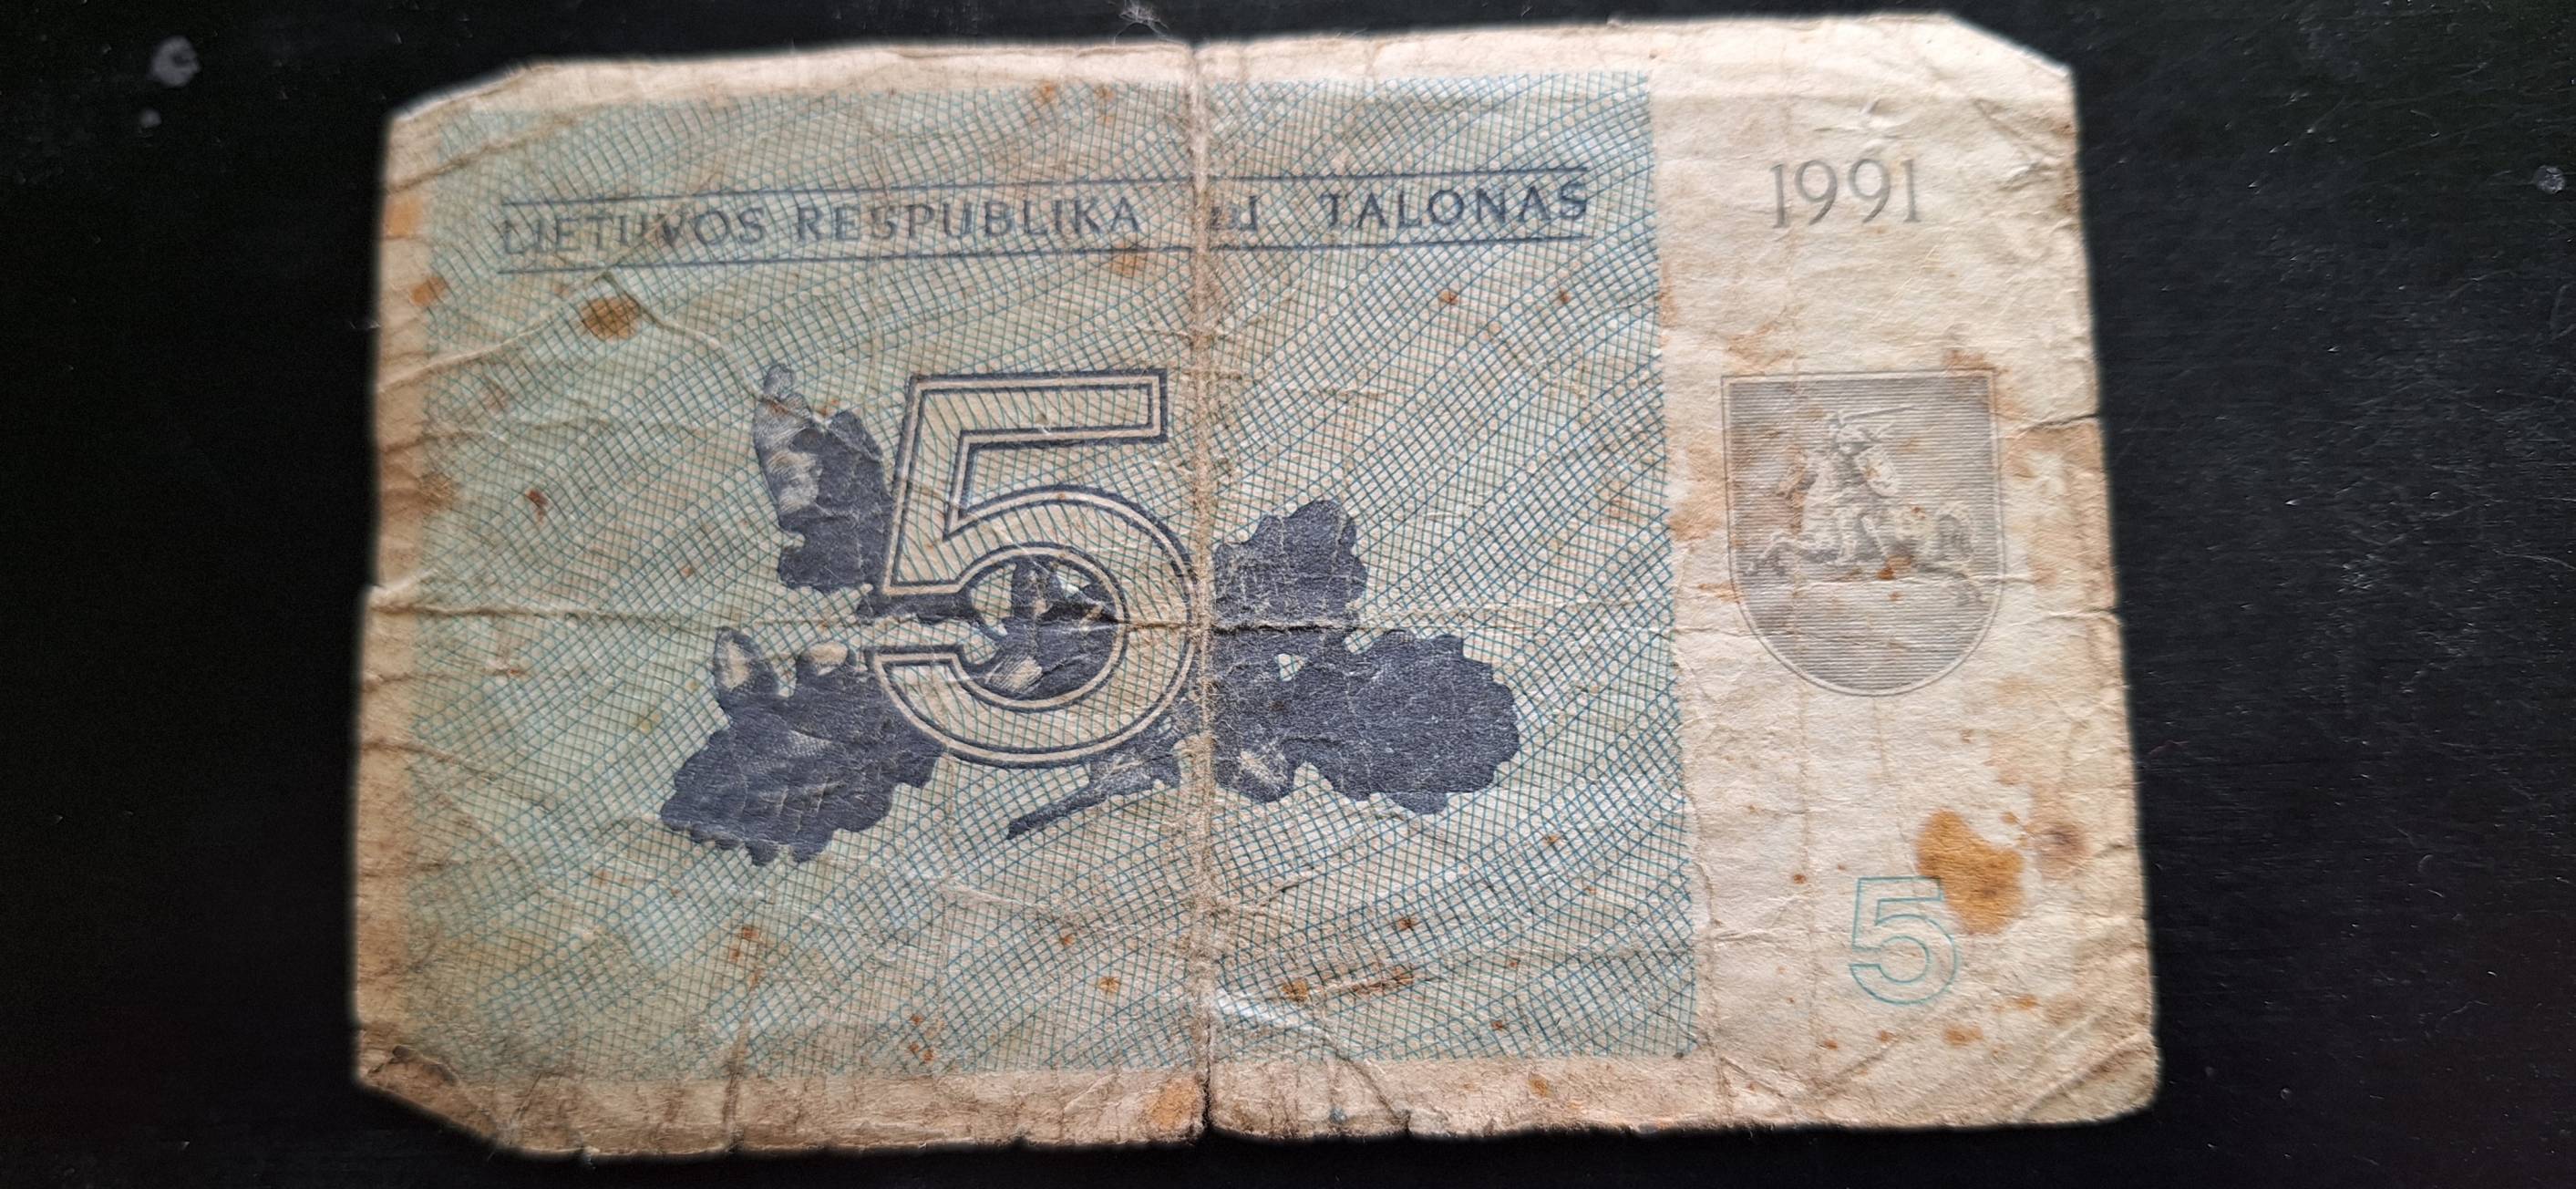 LIETUVOS RESPUBLIKA TALONAS
1991
5
5